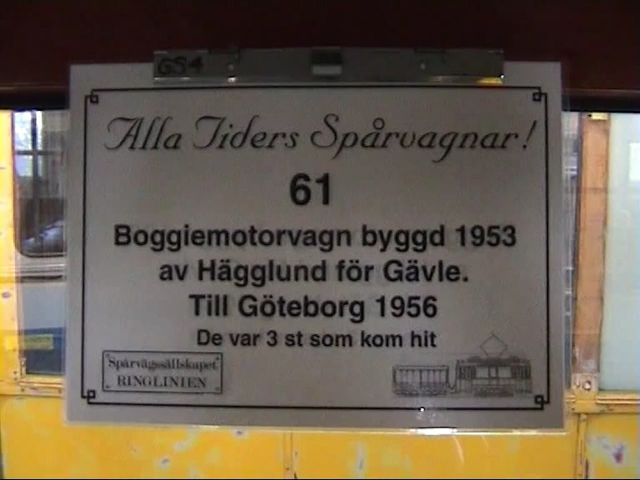 G54
Alla Tiders Spårvagnar!
61
Boggiemotorvagn byggd 1953
av Hägglund för Gävle.
Till Göteborg 1956
De var 3 st som kom hit
Spårvägssällskapet
RINGLINIEN